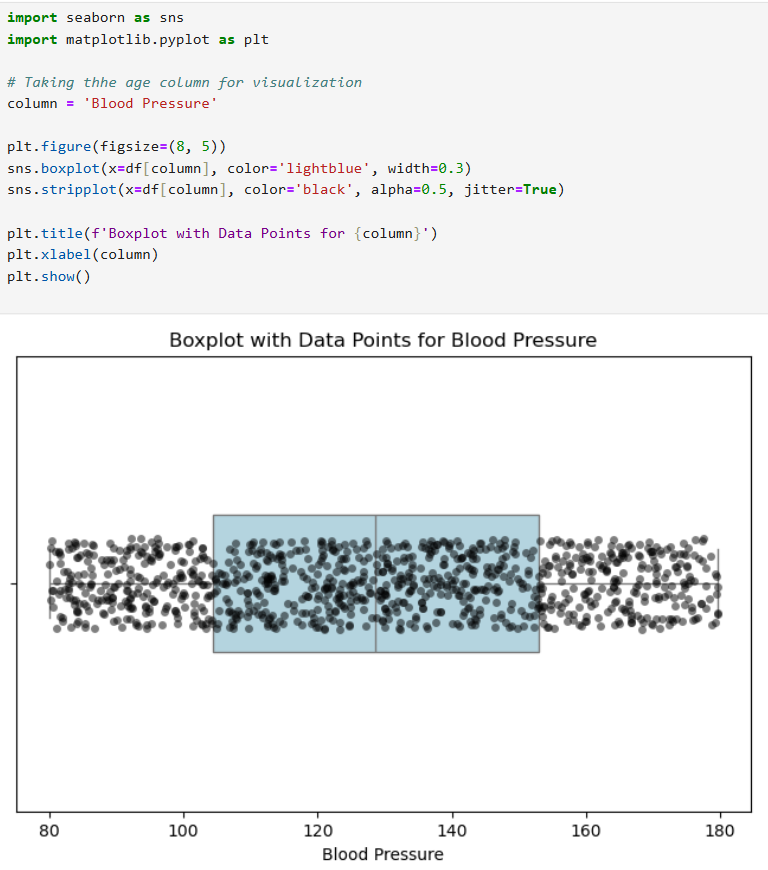 import seaborn as sns
import matplotlib.pyplot as plt
# Taking thhe age column for visualization
column = 'Blood Pressure'
plt.figure(figsize=(8, 5))
sns.boxplot(x=df[column], color='lightblue', width=0.3)
sns.stripplot(x=df[column], color='black', alpha=0.5, jitter=True)
plt.title(f'Boxplot with Data Points for {column}')
plt.xlabel(column)
plt.show()
Boxplot with Data Points for Blood Pressure
80 100 120 140 160 180
Blood Pressure